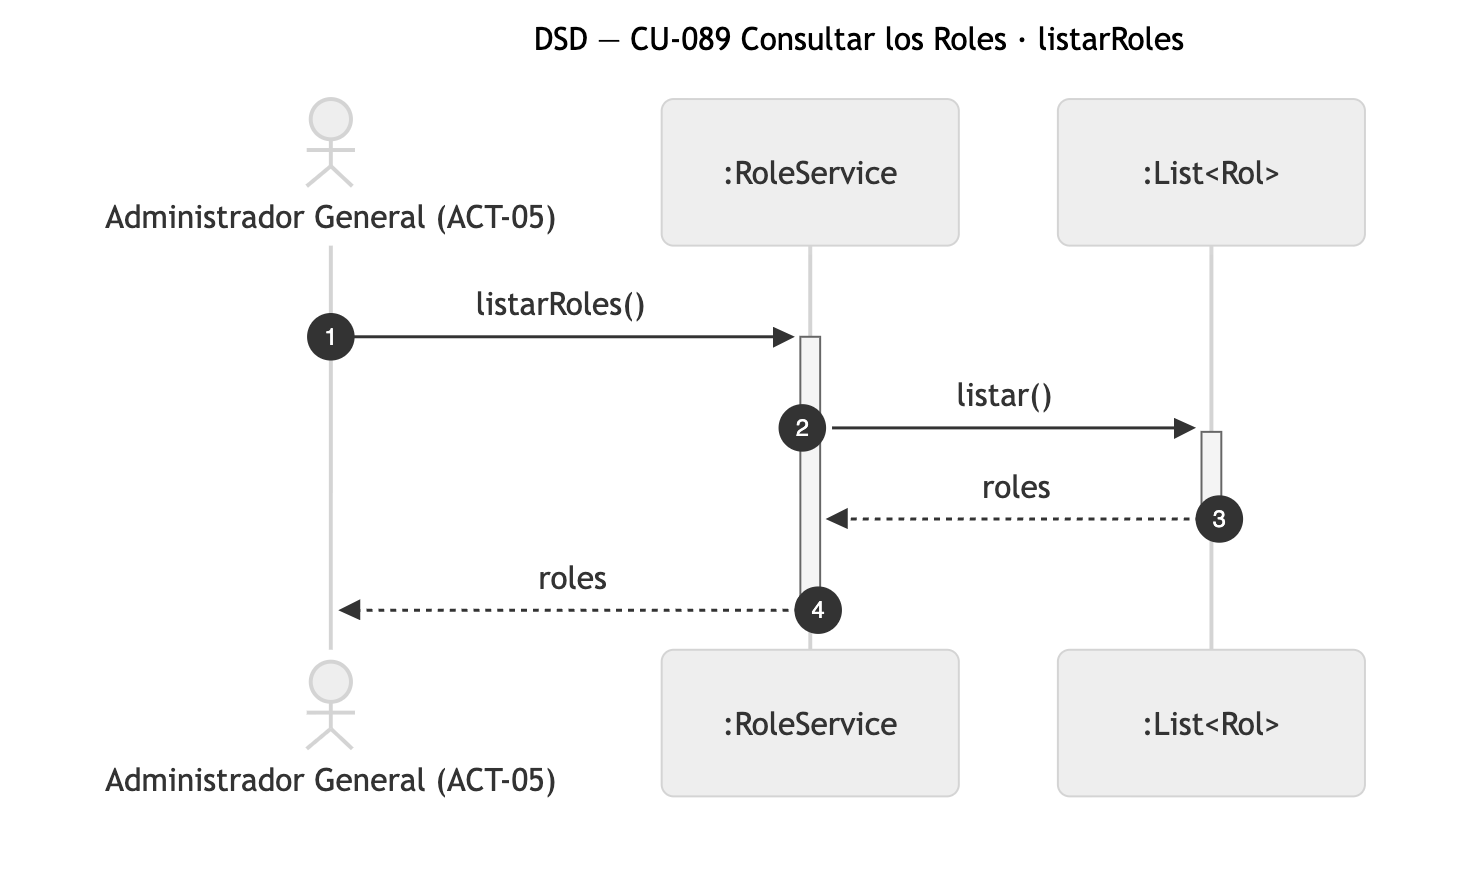 DSD — CU-089 Consultar los Roles · listarRoles
Administrador General (ACT-05)
:RoleService
:List<Rol>
listarRoles()
1
listar()
2
roles
3
roles
4
Administrador General (ACT-05)
:RoleService
:List<Rol>